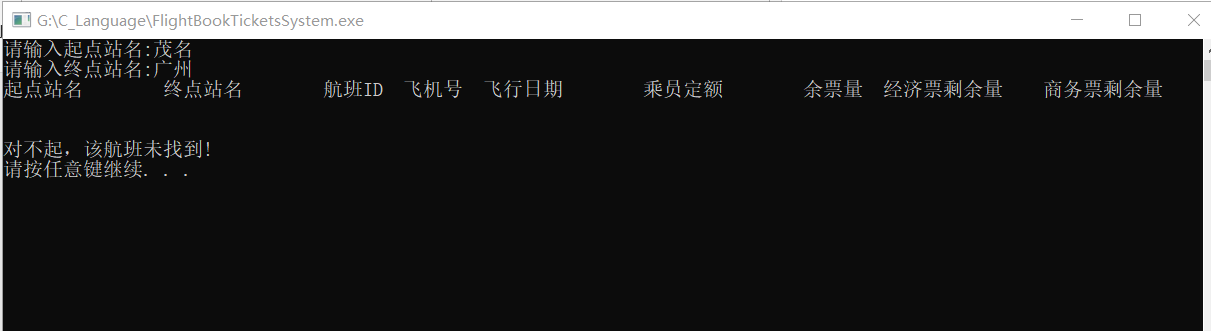 G:\C_Language\FlightBookTicketsSystem.exe
请输入起点站名:茂名
请输入终点站名:广州
起点站名 终点站名 航班ID 飞机号 飞行日期 乘员定额 余票量 经济票剩余量 商务票剩余量
对不起，该航班未找到!
请按任意键继续. . .